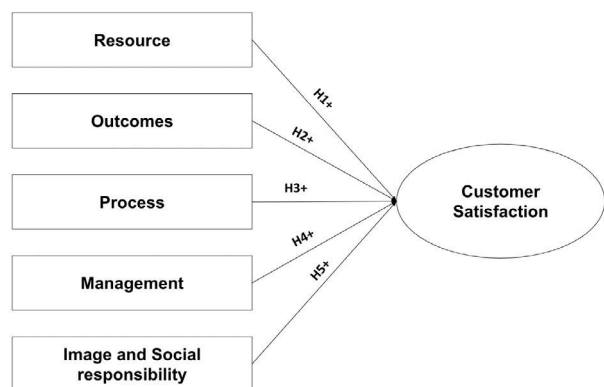 Resource
H1+
Outcomes
H2+
Process
H3+
Customer
Satisfaction
Management
H4+
H5+
Image and Social
responsibility